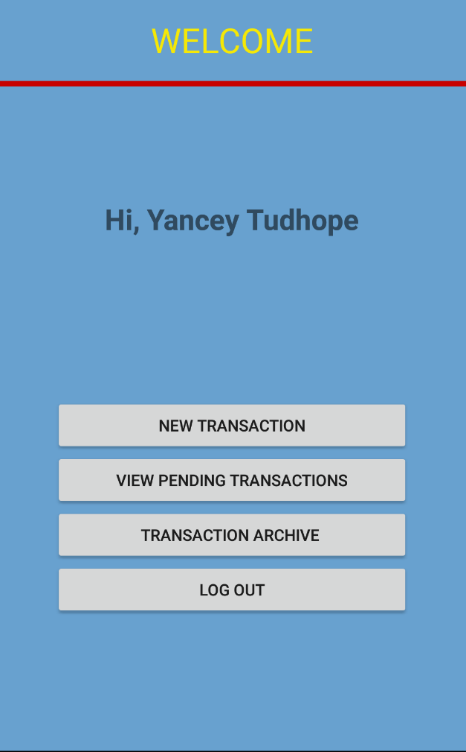 WELCOME
Hi, Yancey Tudhope
NEW TRANSACTION
VIEW PENDING TRANSACTIONS
TRANSACTION ARCHIVE
LOG OUT